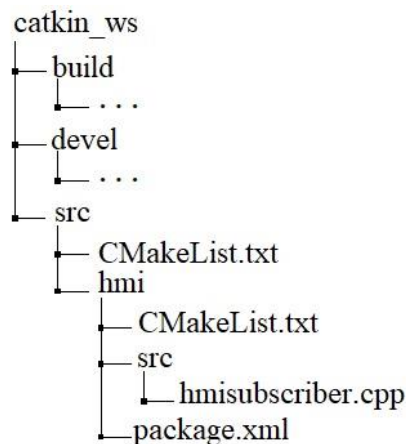 catkin_ws
build
. . .
devel
. . .
src
CMakeList.txt
hmi
CMakeList.txt
src
hmisubscriber.cpp
package.xml